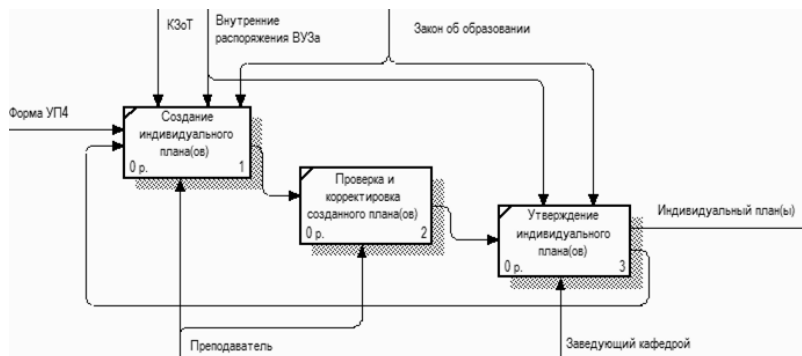 КЗоТ
Внутренние
распоряжения ВУЗа
Закон об образовании
Форма УП4
Создание
индивидуального
плана(ов)
0 р.
1
Проверка и
корректировка
созданного плана(ов)
0 р.
2
Утверждение
индивидуального
плана(ов)
0 р.
3
Индивидуальный план(ы)
Преподаватель
Заведующий кафедрой